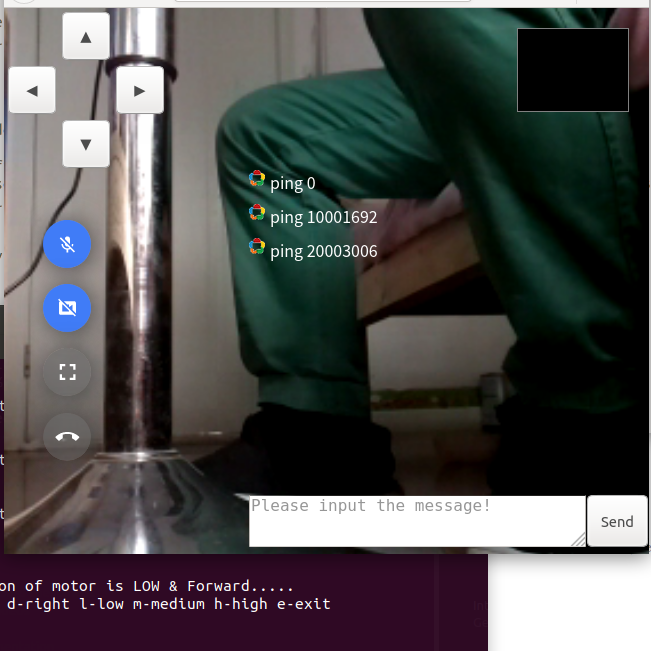 ping 0
ping 10001692
ping 20003006
Please input the message!
Send
on of motor is LOW & Forward.....
d-right l-low m-medium h-high e-exit